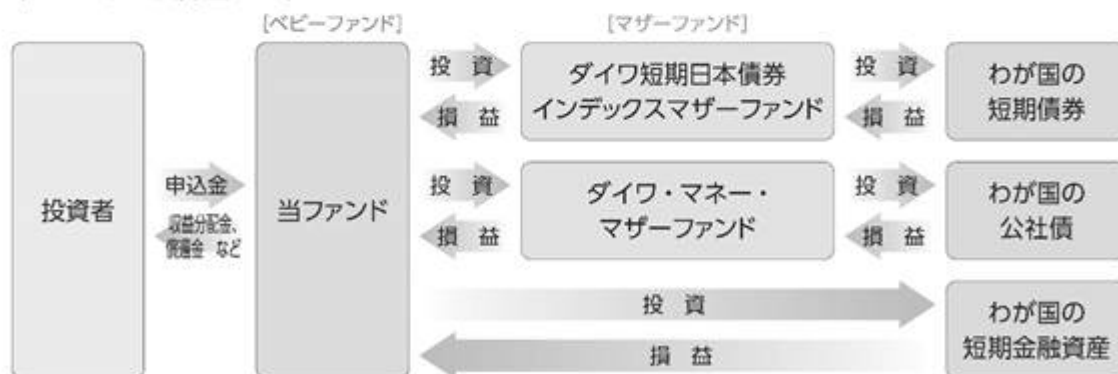 [ベビーファンド]
[マザーファンド]
投資者
申込金
収益分配金、
償還金 など
当ファンド
投 資
損 益
ダイワ短期日本債券
インデックスマザーファンド
投 資
損 益
わが国の
短期債券
投 資
損 益
ダイワ・マネー・
マザーファンド
投 資
損 益
わが国の
公社債
投 資
損 益
わが国の
短期金融資産